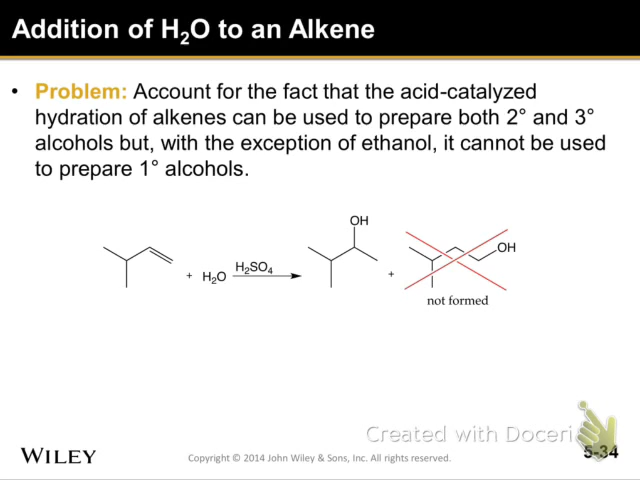 Addition of H₂O to an Alkene
• Problem: Account for the fact that the acid-catalyzed
hydration of alkenes can be used to prepare both 2° and 3°
alcohols but, with the exception of ethanol, it cannot be used
to prepare 1° alcohols.
OH
+ H₂O H₂SO₄ + OH
not formed
Created with Doceri
WILEY
Copyright © 2014 John Wiley & Sons, Inc. All rights reserved.
5-34